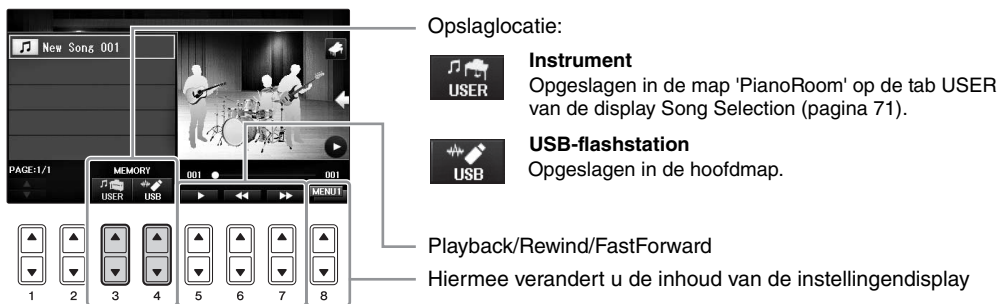 New Song 001
PAGE:1/1
MEMORY
USER
USB
001
001
MENU1
1 2 3 4 5 6 7 8
Opslaglocatie:
USER
Instrument
Opgeslagen in de map 'PianoRoom' op de tab USER
van de display Song Selection (pagina 71).
USB
USB-flashstation
Opgeslagen in de hoofdmap.
Playback/Rewind/FastForward
Hiermee verandert u de inhoud van de instellingendisplay